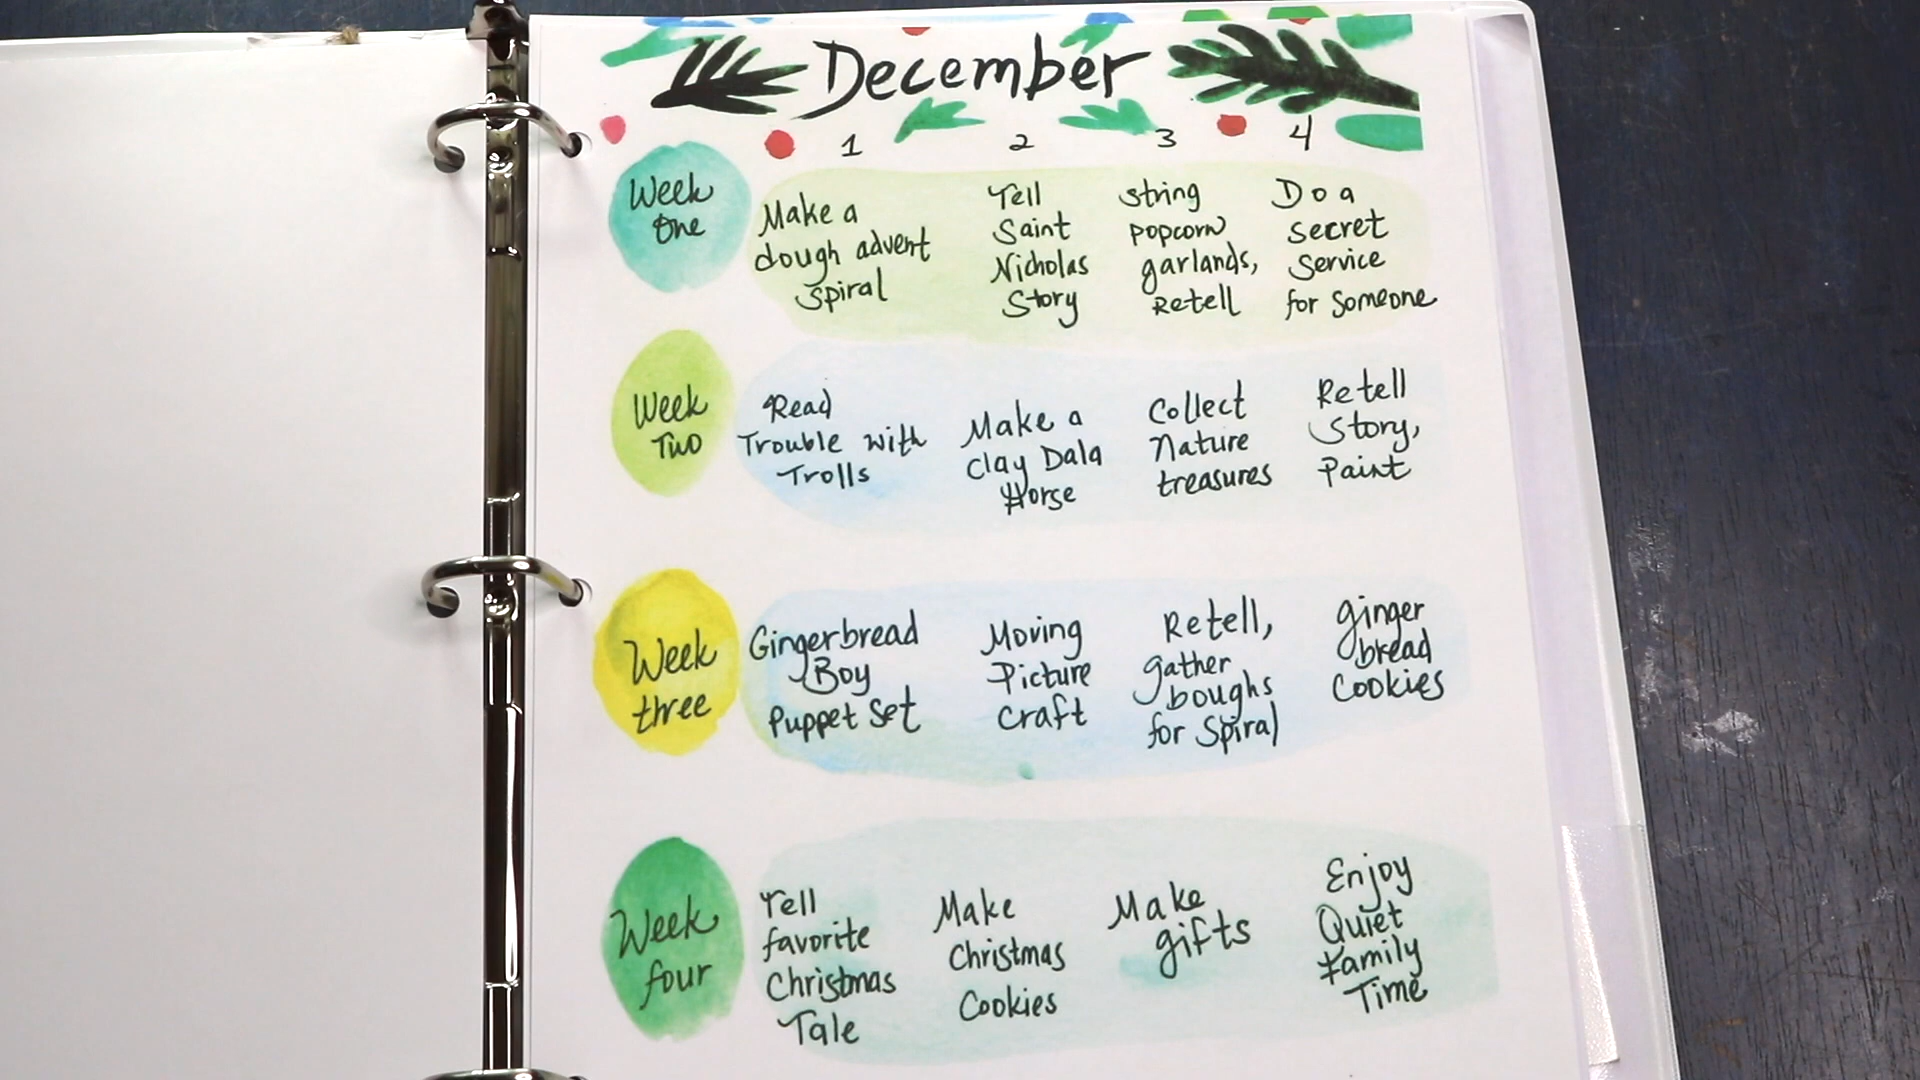 December
1 2 3 4
Week
One
Make a
dough advent
Spiral
Tell
Saint
Nicholas
Story
String
popcorn
garlands,
Retell
Do a
secret
Service
for Someone
Week
Two
Read
Trouble with
Trolls
Make a
Clay Dala
Horse
Collect
Nature
treasures
Retell
Story,
Paint
Week
three
Gingerbread
Boy
Puppet Set
Moving
Picture
Craft
Retell,
gather
boughs
for Spiral
ginger
bread
Cookies
Week
four
Tell
favorite
Christmas
Tale
Make
Christmas
Cookies
Make
gifts
Enjoy
Quiet
Family
Time